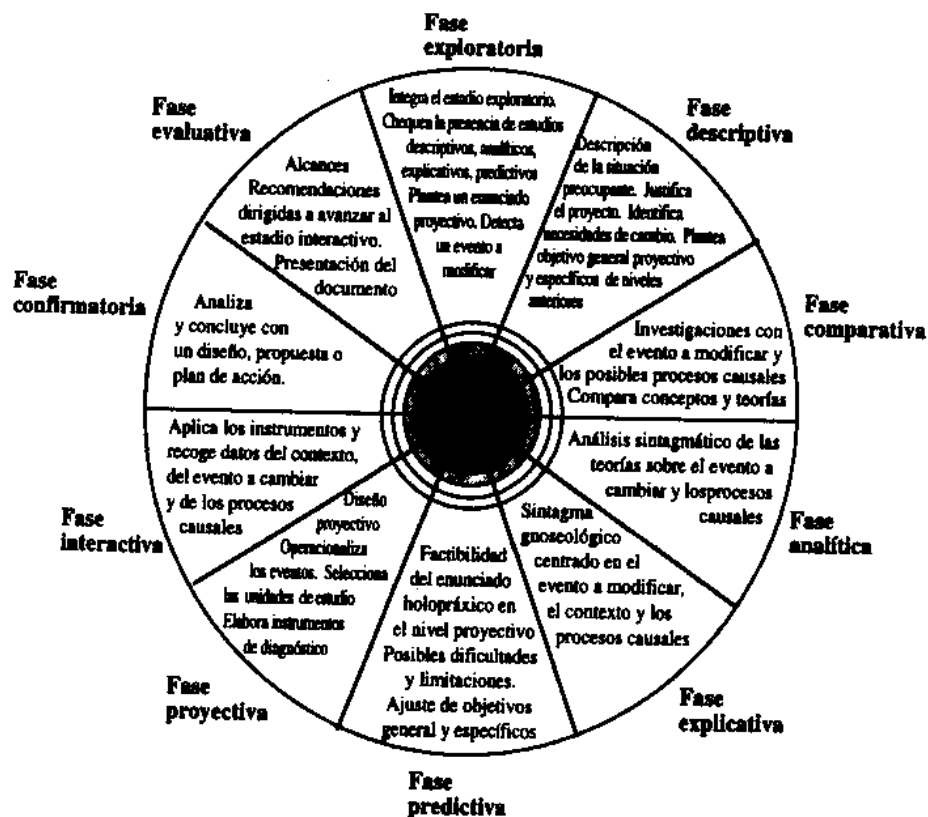 Fase
exploratoria
Integra el estadio exploratorio.
Chequea la presencia de estudios
descriptivos, analíticos,
explicativos, predictivos
Plantea un enunciado
proyectivo. Detecta
un evento a
modificar
Fase
descriptiva
Descripción
de la situación
preocupante. Justifica
el proyecto. Identifica
necesidades de cambio. Plantea
objetivo general proyectivo
y específicos de niveles
anteriores
Fase
comparativa
Investigaciones con
el evento a modificar y
los posibles procesos causales
Compara conceptos y teorías
Fase
analítica
Análisis sintagmático de las
teorías sobre el evento a
cambiar y losprocesos
causales
Fase
explicativa
Sintagma
gnoseológico
centrado en el
evento a modificar,
el contexto y los
procesos causales
Fase
predictiva
Factibilidad
del enunciado
holopráxico en
el nivel proyectivo
Posibles dificultades
y limitaciones.
Ajuste de objetivos
general y específicos
Fase
proyectiva
Diseño
proyectivo
Operacionaliza
los eventos. Selecciona
las unidades de estudio
Elabora instrumentos
de diagnóstico
Fase
interactiva
Aplica los instrumentos y
recoge datos del contexto,
del evento a cambiar
y de los procesos
causales
Fase
confirmatoria
Analiza
y concluye con
un diseño, propuesta o
plan de acción.
Fase
evaluativa
Alcances
Recomendaciones
dirigidas a avanzar al
estadio interactivo.
Presentación del
documento